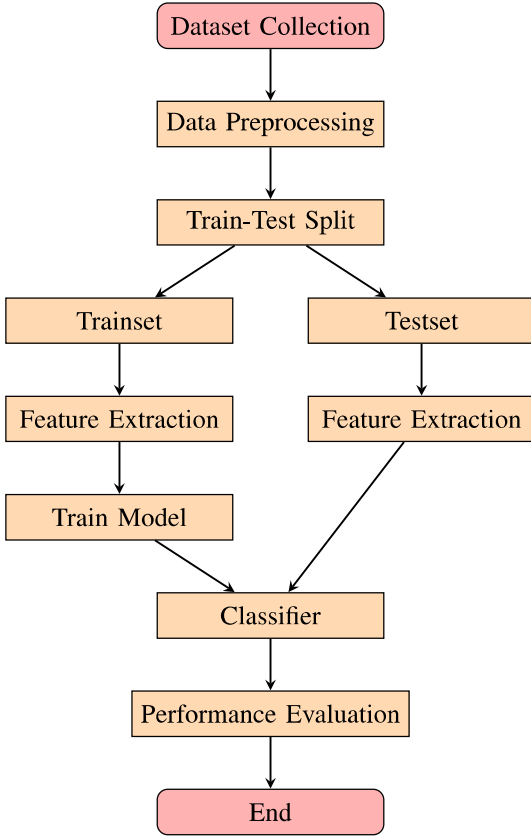 Dataset Collection
Data Preprocessing
Train-Test Split
Trainset
Testset
Feature Extraction
Feature Extraction
Train Model
Classifier
Performance Evaluation
End